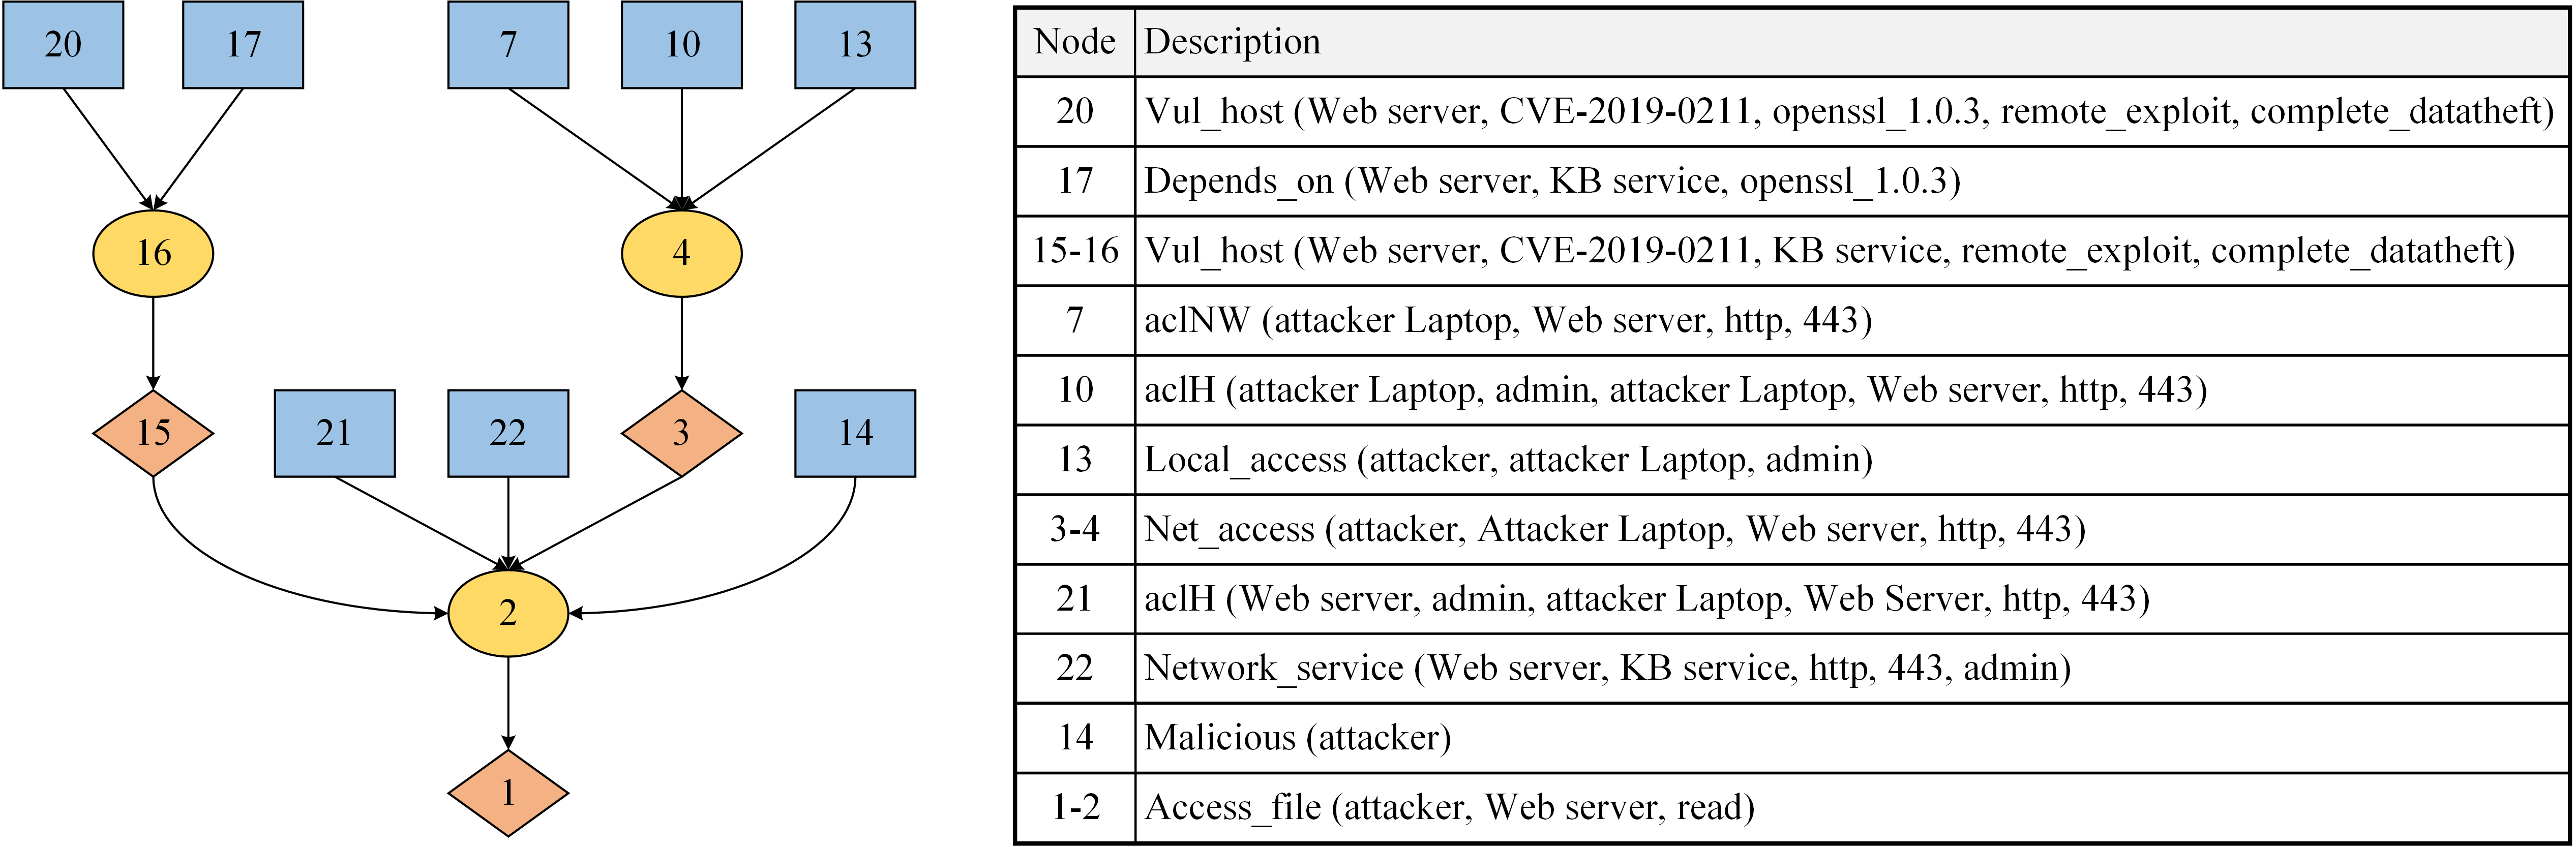 20 17 7 10 13
16 4
15 21 22 3 14
2
1
Node Description
20 Vul_host (Web server, CVE-2019-0211, openssl_1.0.3, remote_exploit, complete_datatheft)
17 Depends_on (Web server, KB service, openssl_1.0.3)
15-16 Vul_host (Web server, CVE-2019-0211, KB service, remote_exploit, complete_datatheft)
7 aclNW (attacker Laptop, Web server, http, 443)
10 aclH (attacker Laptop, admin, attacker Laptop, Web server, http, 443)
13 Local_access (attacker, attacker Laptop, admin)
3-4 Net_access (attacker, Attacker Laptop, Web server, http, 443)
21 aclH (Web server, admin, attacker Laptop, Web Server, http, 443)
22 Network_service (Web server, KB service, http, 443, admin)
14 Malicious (attacker)
1-2 Access_file (attacker, Web server, read)